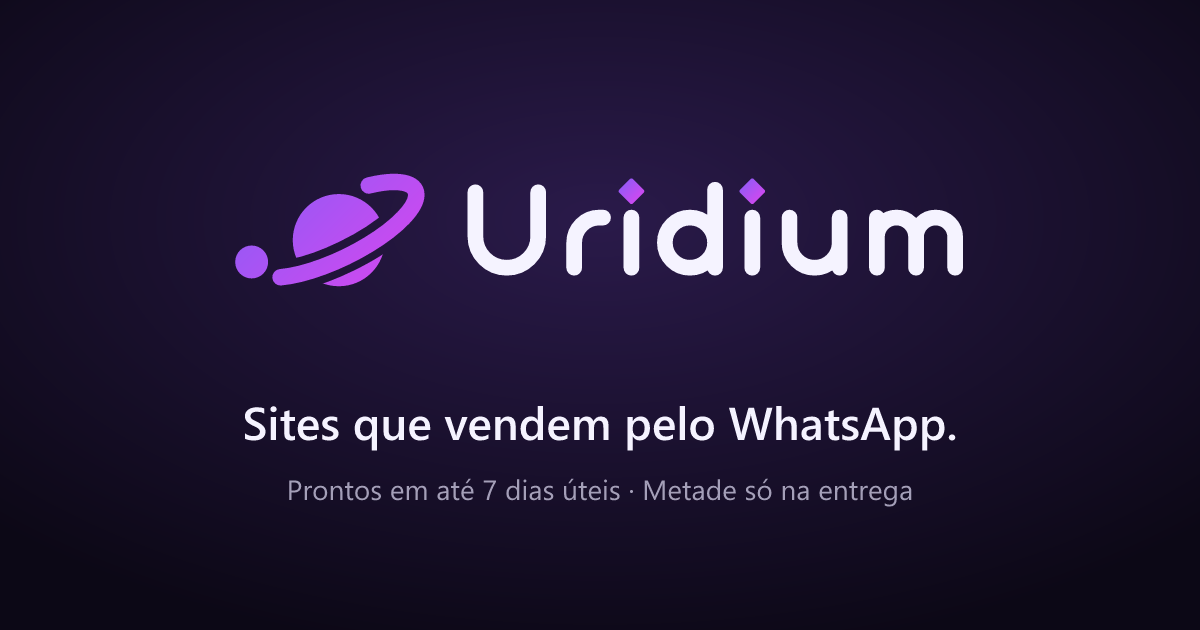 Uridium
Sites que vendem pelo WhatsApp.
Prontos em até 7 dias úteis · Metade só na entrega